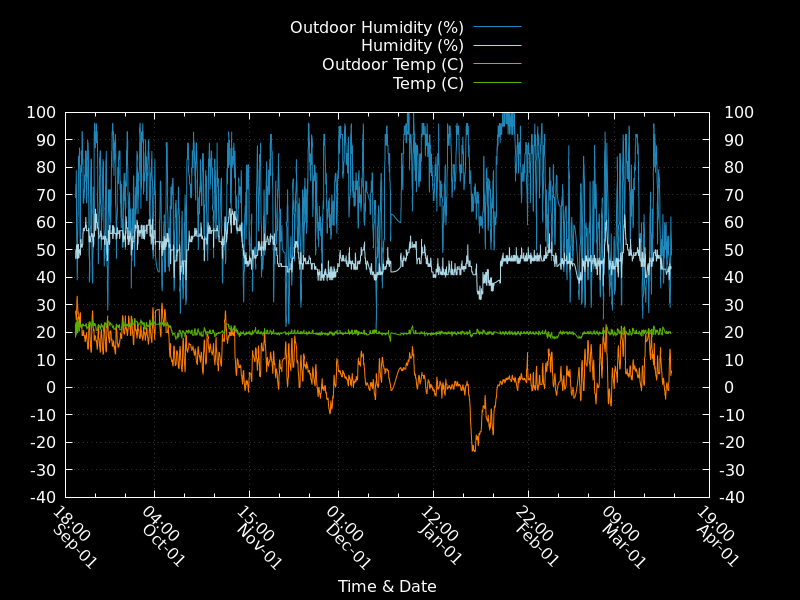 Outdoor Humidity (%)
Humidity (%)
Outdoor Temp (C)
Temp (C)
100 100
90 90
80 80
70 70
60 60
50 50
40 40
30 30
20 20
10 10
0 0
-10 -10
-20 -20
-30 -30
-40 -40
18:00 04:00 15:00 01:00 12:00 22:00 09:00 19:00
Sep-01 Oct-01 Nov-01 Dec-01 Jan-01 Feb-01 Mar-01 Apr-01
Time & Date